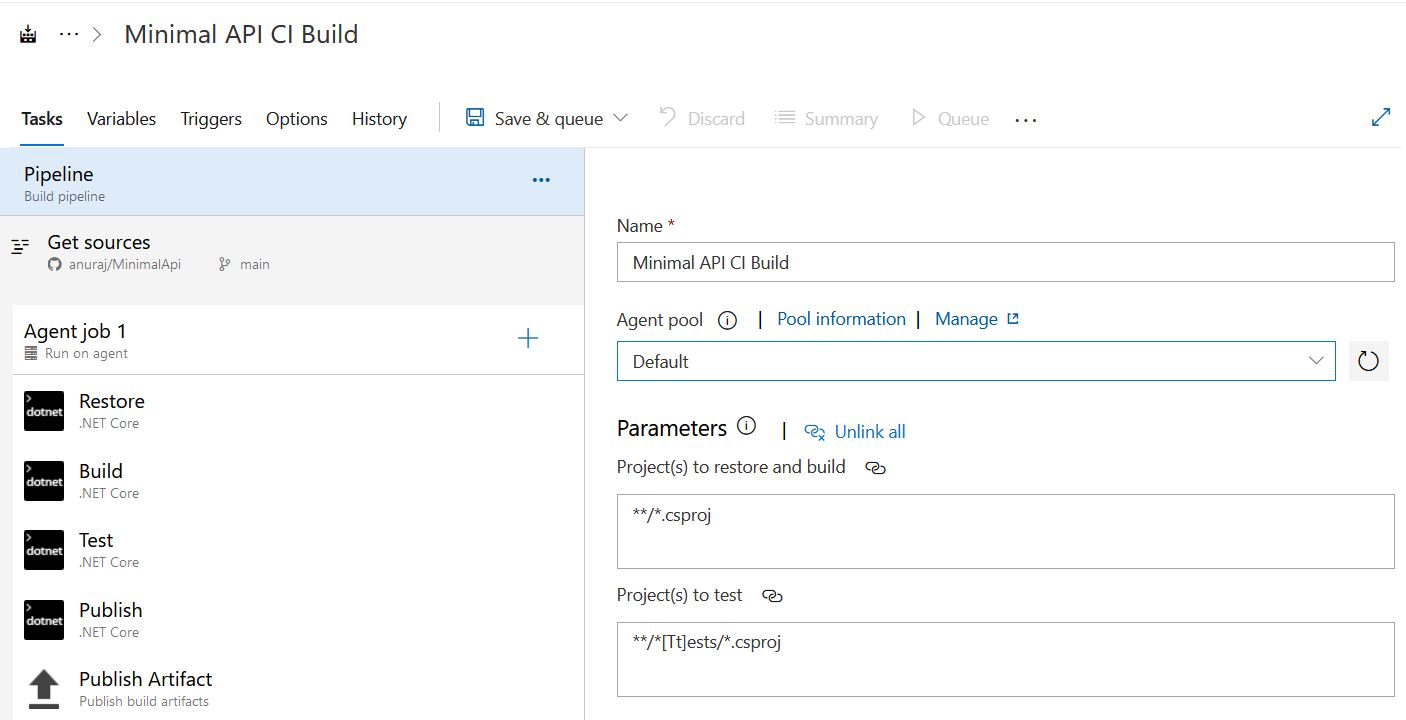 ... > Minimal API CI Build
Tasks Variables Triggers Options History Save & queue Discard Summary Queue ...
Pipeline
Build pipeline
Get sources
anuraj/MinimalApi main
Agent job 1
Run on agent
dotnet Restore
.NET Core
dotnet Build
.NET Core
dotnet Test
.NET Core
dotnet Publish
.NET Core
Publish Artifact
Publish build artifacts
Name *
Minimal API CI Build
Agent pool | Pool information | Manage
Default
Parameters | Unlink all
Project(s) to restore and build
**/*.csproj
Project(s) to test
**/*[Tt]ests/*.csproj